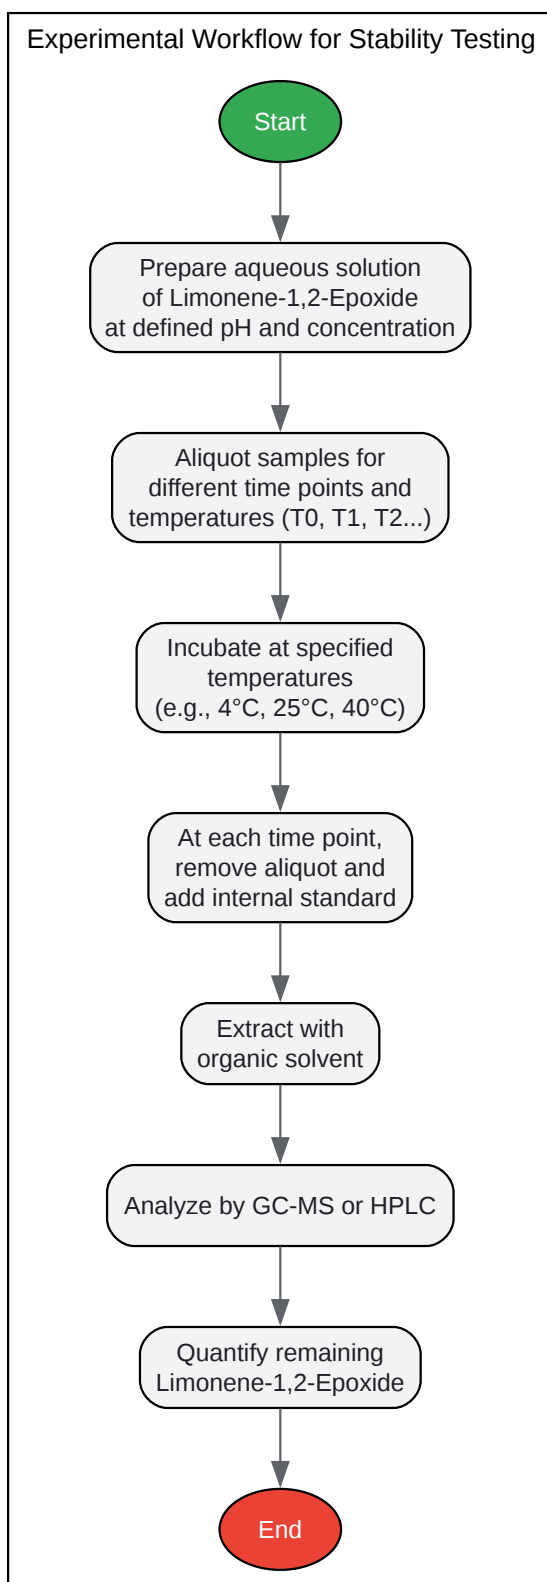 Experimental Workflow for Stability Testing
Start
Prepare aqueous solution
of Limonene-1,2-Epoxide
at defined pH and concentration
Aliquot samples for
different time points and
temperatures (T0, T1, T2...)
Incubate at specified
temperatures
(e.g., 4°C, 25°C, 40°C)
At each time point,
remove aliquot and
add internal standard
Extract with
organic solvent
Analyze by GC-MS or HPLC
Quantify remaining
Limonene-1,2-Epoxide
End